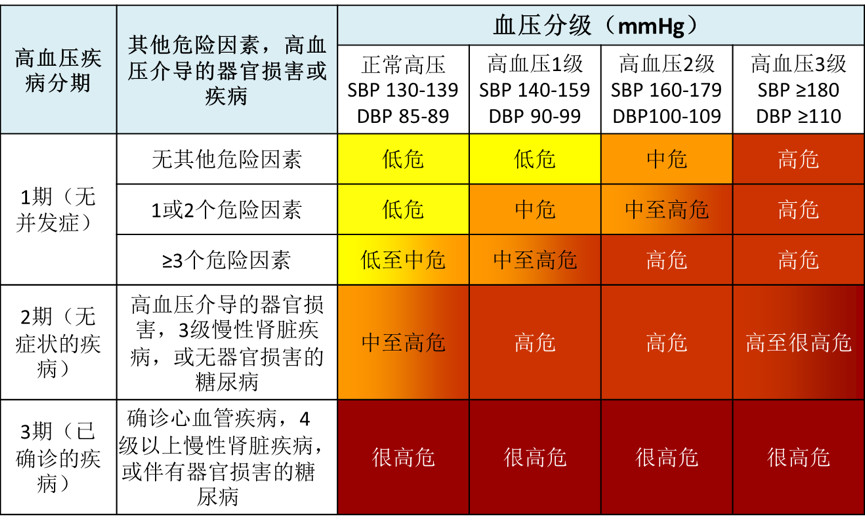 高血压疾
病分期
其他危险因素，高血
压介导的器官损害或
疾病
血压分级（mmHg）
正常高压
SBP 130-139
DBP 85-89
高血压1级
SBP 140-159
DBP 90-99
高血压2级
SBP 160-179
DBP100-109
高血压3级
SBP ≥180
DBP ≥110
1期（无
并发症）
无其他危险因素
低危
低危
中危
高危
1或2个危险因素
低危
中危
中至高危
高危
≥3个危险因素
低至中危
中至高危
高危
高危
2期（无
症状的疾
病）
高血压介导的器官损
害，3级慢性肾脏疾
病，或无器官损害的
糖尿病
中至高危
高危
高危
高至很高危
3期（已
确诊的疾
病）
确诊心血管疾病，4
级以上慢性肾脏疾病，
或伴有器官损害的糖
尿病
很高危
很高危
很高危
很高危